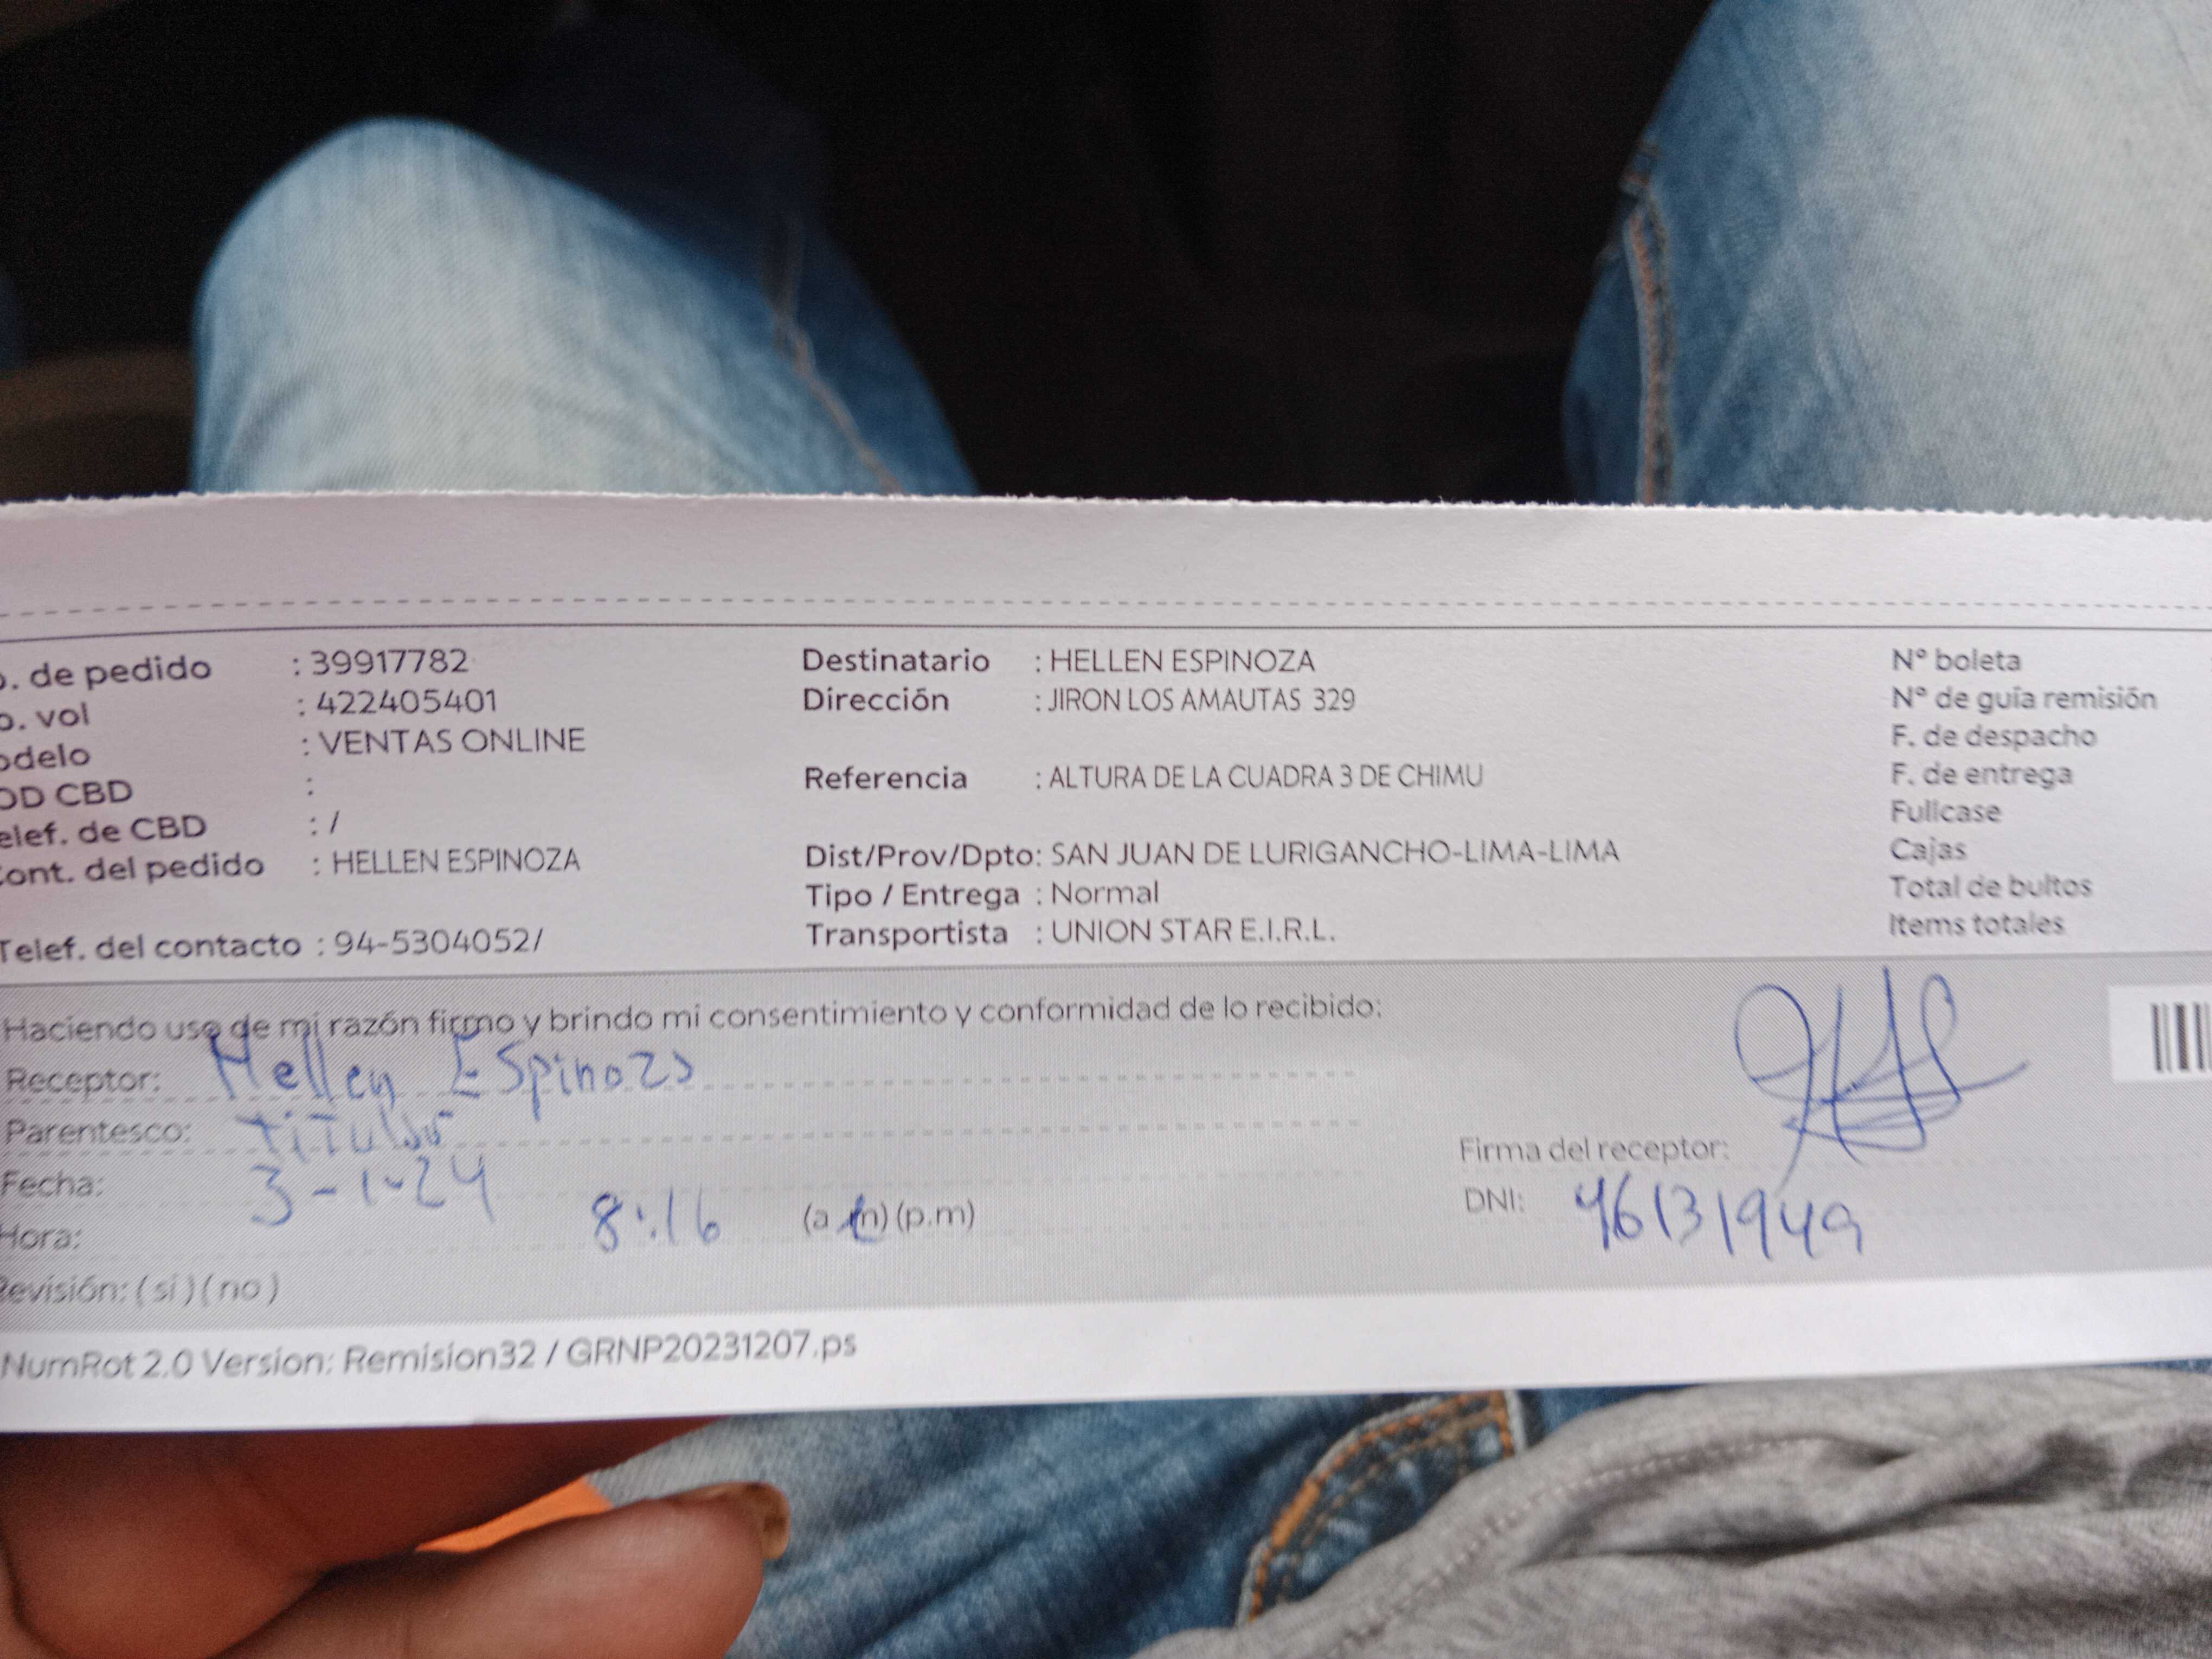 o. de pedido : 39917782
o. vol : 422405401
odelo : VENTAS ONLINE
OD CBD :
elef. de CBD : /
Cont. del pedido : HELLEN ESPINOZA
Telef. del contacto : 94-5304052/
Destinatario : HELLEN ESPINOZA
Dirección : JIRON LOS AMAUTAS 329
Referencia : ALTURA DE LA CUADRA 3 DE CHIMU
Dist/Prov/Dpto: SAN JUAN DE LURIGANCHO-LIMA-LIMA
Tipo / Entrega : Normal
Transportista : UNION STAR E.I.R.L.
N° boleta
N° de guía remisión
F. de despacho
F. de entrega
Fullcase
Cajas
Total de bultos
Items totales
Haciendo uso de mi razón firmo y brindo mi consentimiento y conformidad de lo recibido:
Receptor: Hellen Espinoza
Parentesco: Titular
Fecha: 3-1-24
Hora: 8:16 (a.m) (p.m)
Revisión: ( si ) ( no )
Firma del receptor:
DNI: 46131949
NumRot 2.0 Version: Remision32 / GRNP20231207.ps